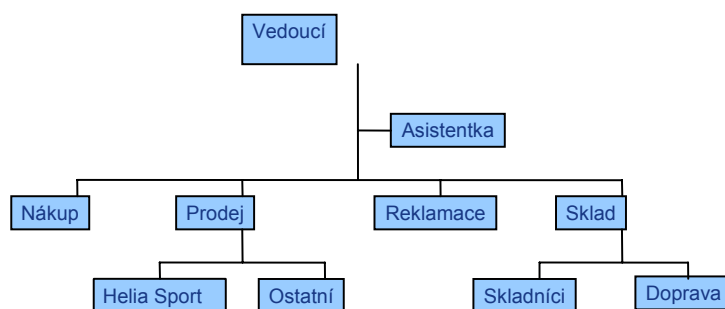 Vedoucí
Asistentka
Nákup
Prodej
Reklamace
Sklad
Helia Sport
Ostatní
Skladníci
Doprava